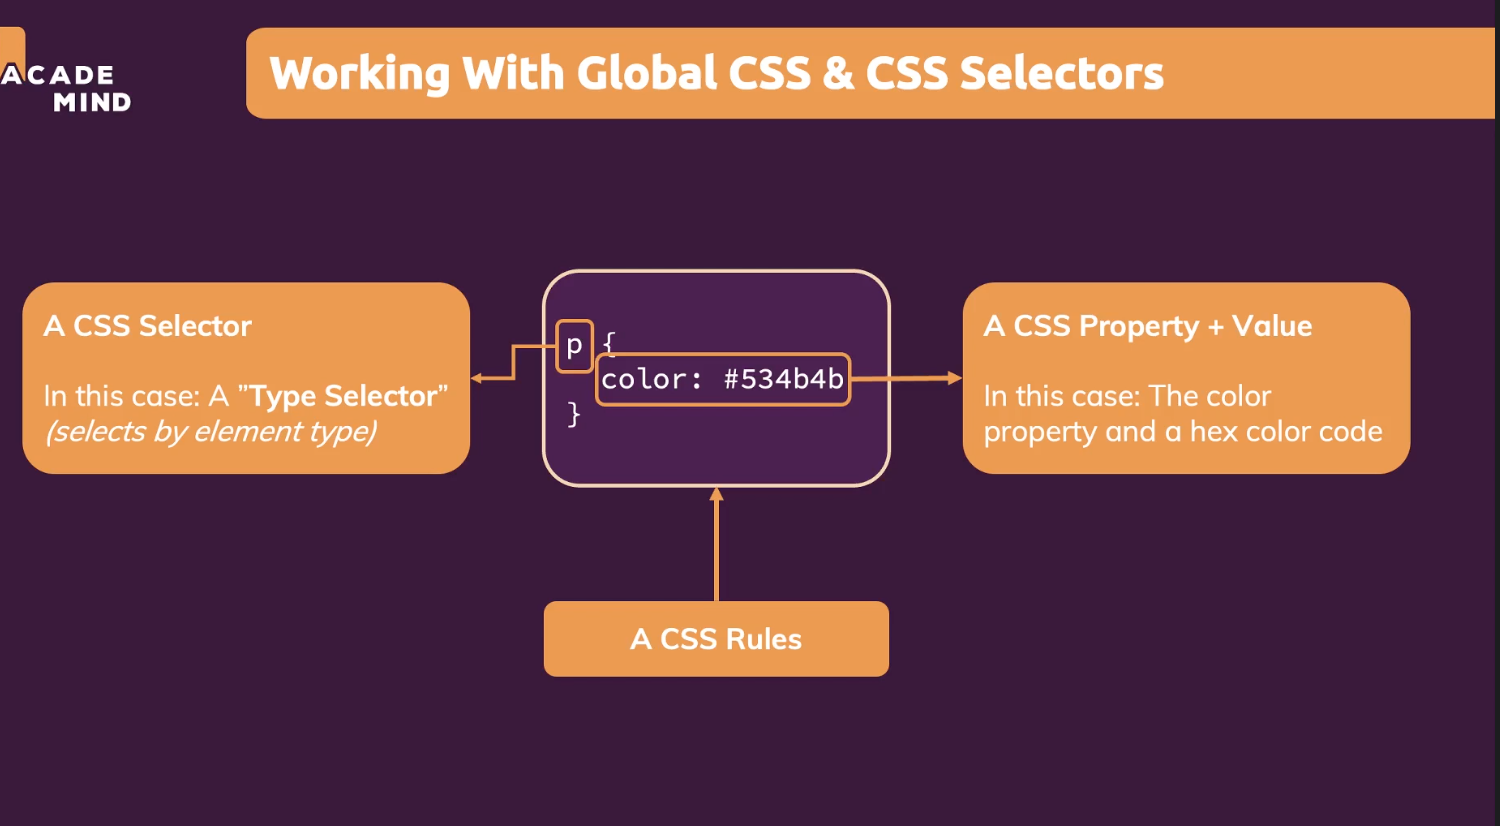 ACADE
MIND
Working With Global CSS & CSS Selectors
A CSS Selector
In this case: A ”Type Selector”
(selects by element type)
p {
color: #534b4b
}
A CSS Property + Value
In this case: The color
property and a hex color code
A CSS Rules